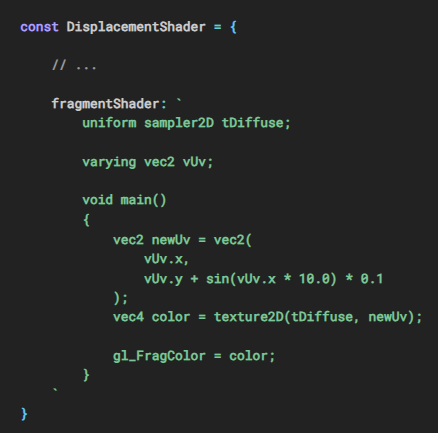 const DisplacementShader = {
// ...
fragmentShader: `
uniform sampler2D tDiffuse;
varying vec2 vUv;
void main()
{
vec2 newUv = vec2(
vUv.x,
vUv.y + sin(vUv.x * 10.0) * 0.1
);
vec4 color = texture2D(tDiffuse, newUv);
gl_FragColor = color;
}
`
}